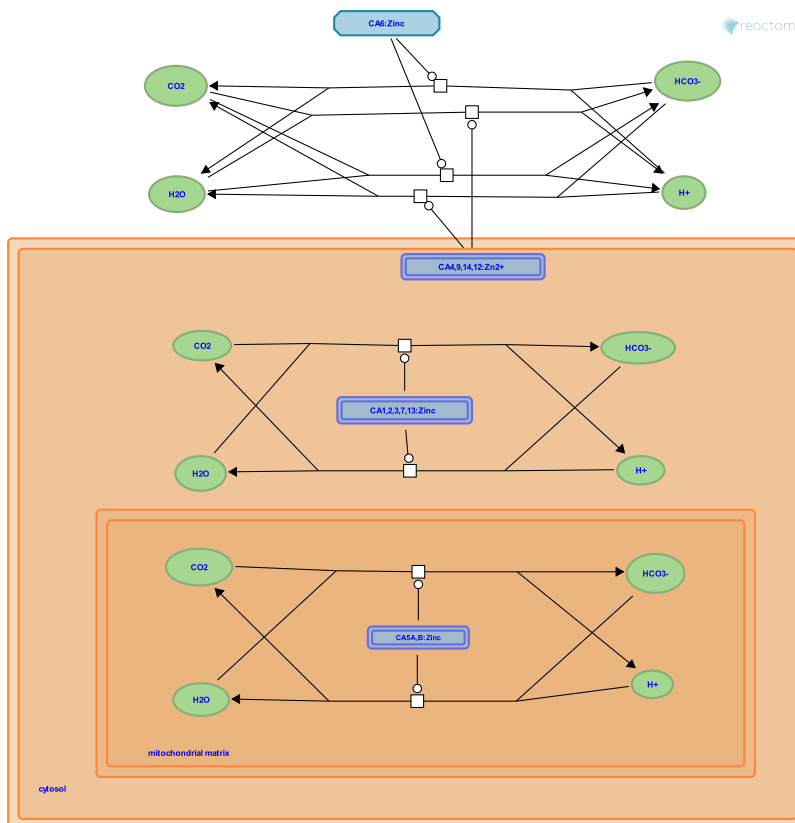 CA6:Zinc
reactom
CO2
HCO3-
H2O
H+
CA4,9,14,12:Zn2+
CO2
HCO3-
CA1,2,3,7,13:Zinc
H2O
H+
CO2
HCO3-
CA5A,B:Zinc
H2O
H+
mitochondrial matrix
cytosol